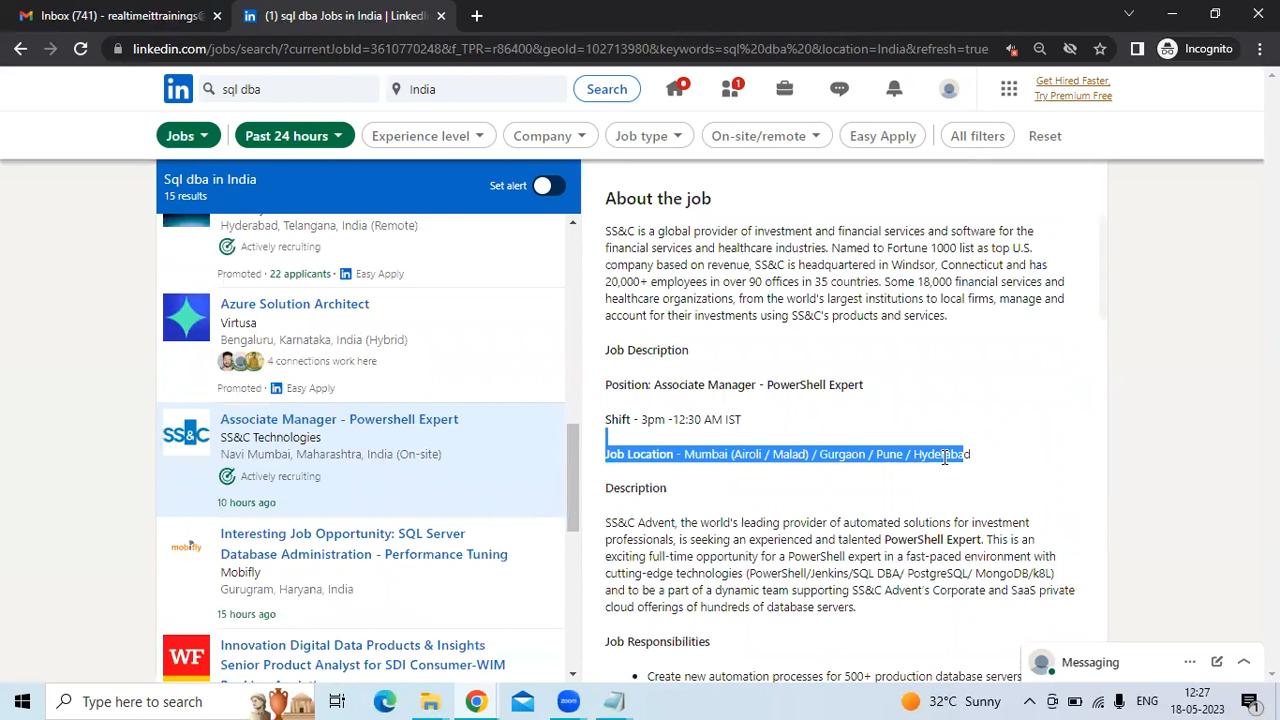 Inbox (741) - realtimeinterviews
(1) sql dba Jobs in India | LinkedI
linkedin.com/jobs/search/?currentJobId=3610770248&f_TPR=r86400&geoId=102713980&keywords=sql%20dba%20&location=India&refresh=true
Incognito
in
sql dba
India
Search
1
Get Hired Faster,
Try Premium Free
Jobs
Past 24 hours
Experience level
Company
Job type
On-site/remote
Easy Apply
All filters
Reset
Sql dba in India
15 results
Set alert
Hyderabad, Telangana, India (Remote)
Actively recruiting
Promoted · 22 applicants · in Easy Apply
Azure Solution Architect
Virtusa
Bengaluru, Karnataka, India (Hybrid)
4 connections work here
Promoted · in Easy Apply
SS&C
Associate Manager - Powershell Expert
SS&C Technologies
Navi Mumbai, Maharashtra, India (On-site)
Actively recruiting
10 hours ago
mobifly
Interesting Job Opportunity: SQL Server
Database Administration - Performance Tuning
Mobifly
Gurugram, Haryana, India
15 hours ago
WF
Innovation Digital Data Products & Insights
Senior Product Analyst for SDI Consumer-WIM
About the job
SS&C is a global provider of investment and financial services and software for the
financial services and healthcare industries. Named to Fortune 1000 list as top U.S.
company based on revenue, SS&C is headquartered in Windsor, Connecticut and has
20,000+ employees in over 90 offices in 35 countries. Some 18,000 financial services and
healthcare organizations, from the world's largest institutions to local firms, manage and
account for their investments using SS&C's products and services.
Job Description
Position: Associate Manager - PowerShell Expert
Shift - 3pm -12:30 AM IST
Job Location - Mumbai (Airoli / Malad) / Gurgaon / Pune / Hyderabad
Description
SS&C Advent, the world's leading provider of automated solutions for investment
professionals, is seeking an experienced and talented PowerShell Expert. This is an
exciting full-time opportunity for a PowerShell expert in a fast-paced environment with
cutting-edge technologies (PowerShell/Jenkins/SQL DBA/ PostgreSQL/ MongoDB/k8L)
and to be a part of a dynamic team supporting SS&C Advent's Corporate and SaaS private
cloud offerings of hundreds of database servers.
Job Responsibilities
• Create new automation processes for 500+ production database servers
Messaging
Type here to search
zoom
32°C Sunny
ENG
12:27
18-05-2023
1